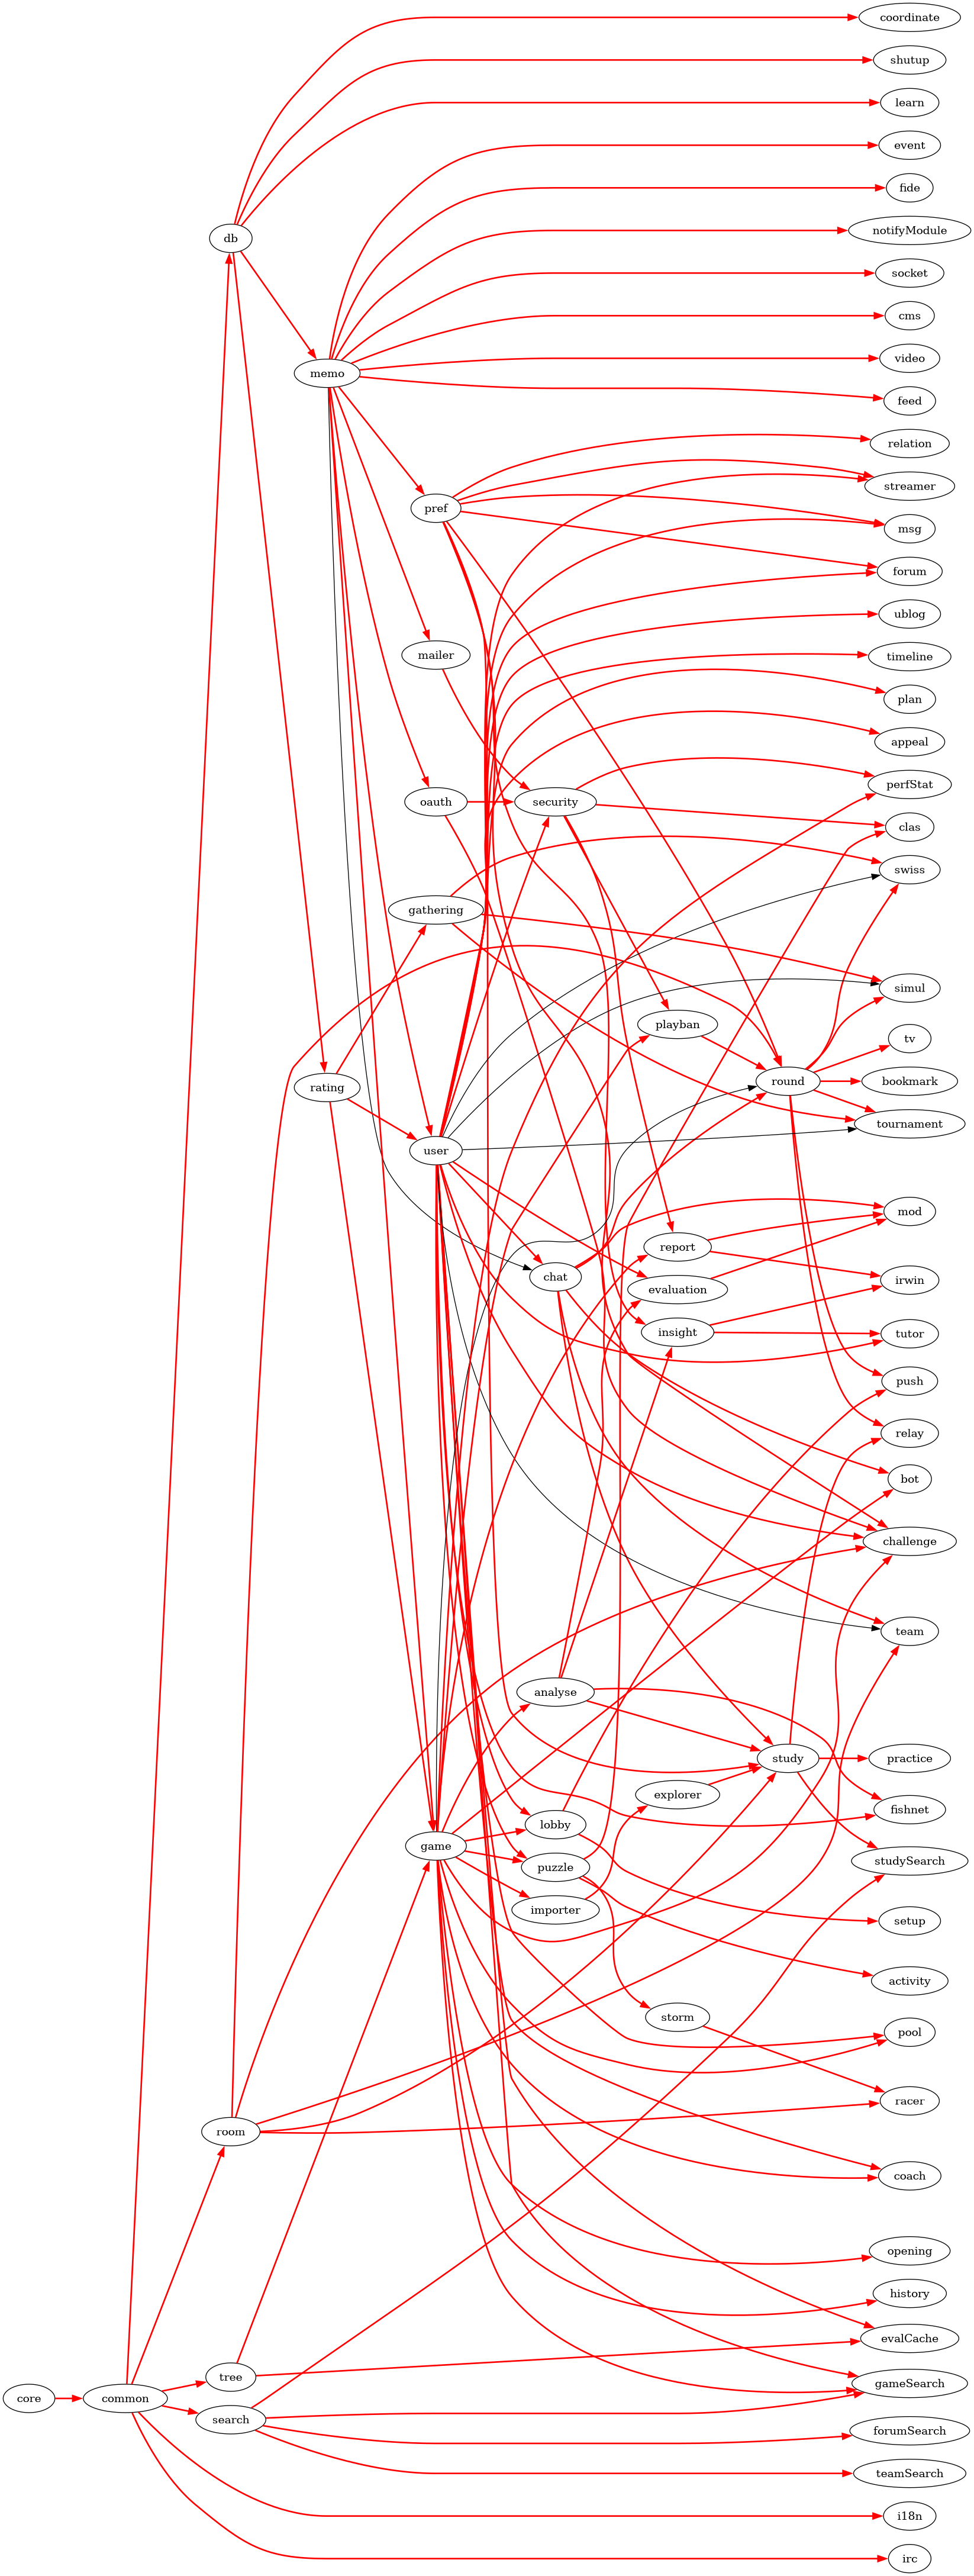 coordinate
shutup
learn
event
fide
db
notifyModule
socket
cms
video
memo
feed
relation
streamer
pref
msg
forum
ublog
mailer
timeline
plan
appeal
perfStat
oauth
security
clas
swiss
gathering
simul
playban
tv
round
bookmark
rating
tournament
user
mod
report
chat
irwin
evaluation
insight
tutor
push
relay
bot
challenge
team
analyse
study
practice
explorer
fishnet
lobby
game
studySearch
puzzle
importer
setup
activity
storm
pool
racer
room
coach
opening
history
evalCache
tree
gameSearch
core
common
search
forumSearch
teamSearch
i18n
irc